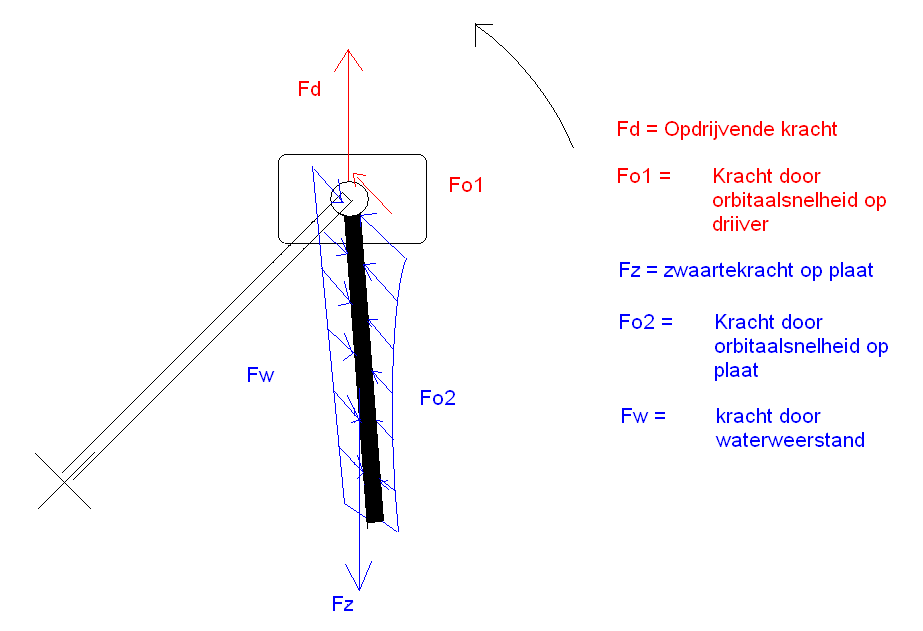 Fd
Fo1
Fw
Fo2
Fz
Fd = Opdrijvende kracht
Fo1 = Kracht door
orbitaalsnelheid op
drijver
Fz = zwaartekracht op plaat
Fo2 = Kracht door
orbitaalsnelheid op
plaat
Fw = kracht door
waterweerstand